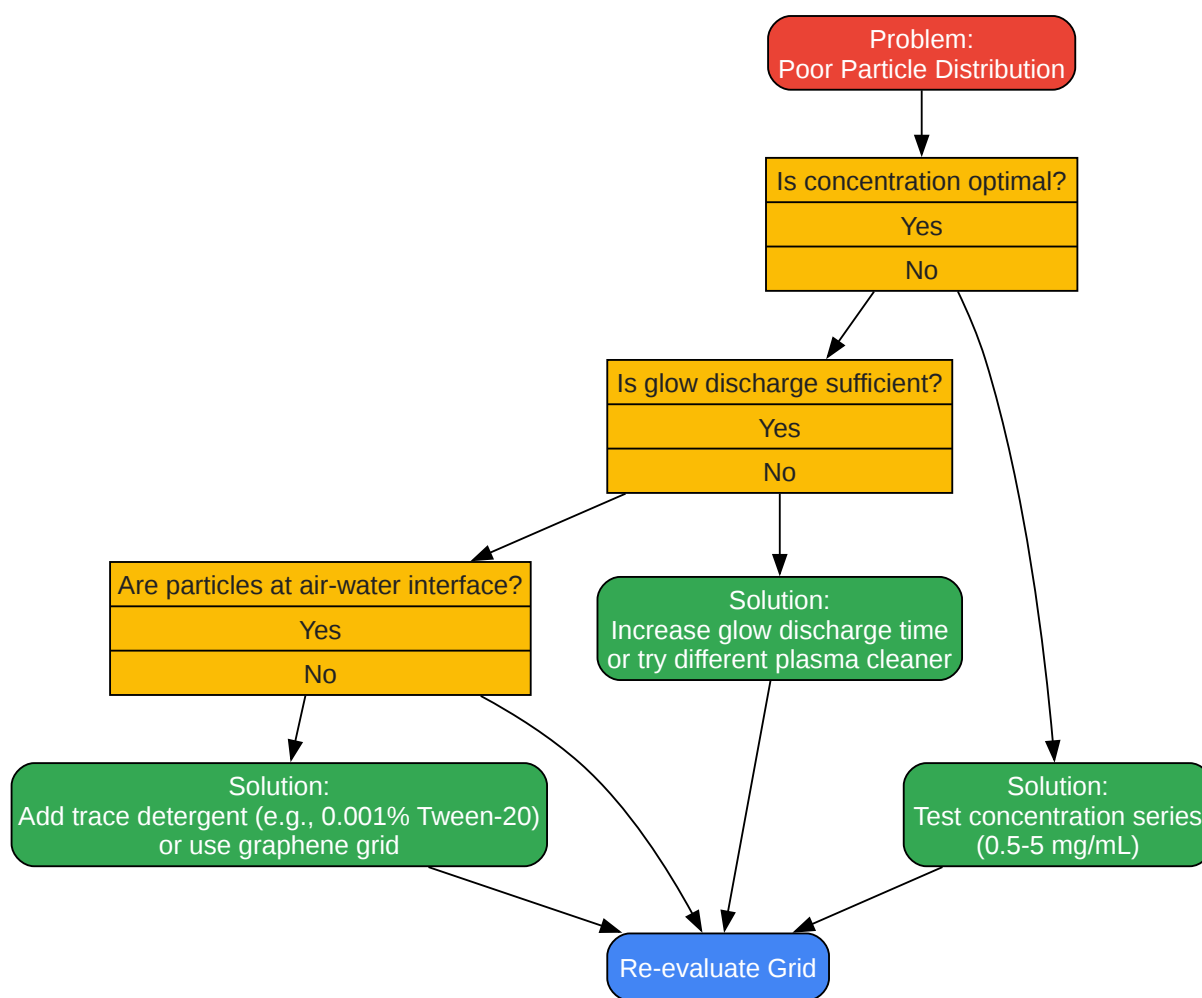 Problem:
Poor Particle Distribution
Is concentration optimal?
Yes
No
Is glow discharge sufficient?
Yes
No
Are particles at air-water interface?
Yes
No
Solution:
Increase glow discharge time
or try different plasma cleaner
Solution:
Add trace detergent (e.g., 0.001% Tween-20)
or use graphene grid
Solution:
Test concentration series
(0.5-5 mg/mL)
Re-evaluate Grid